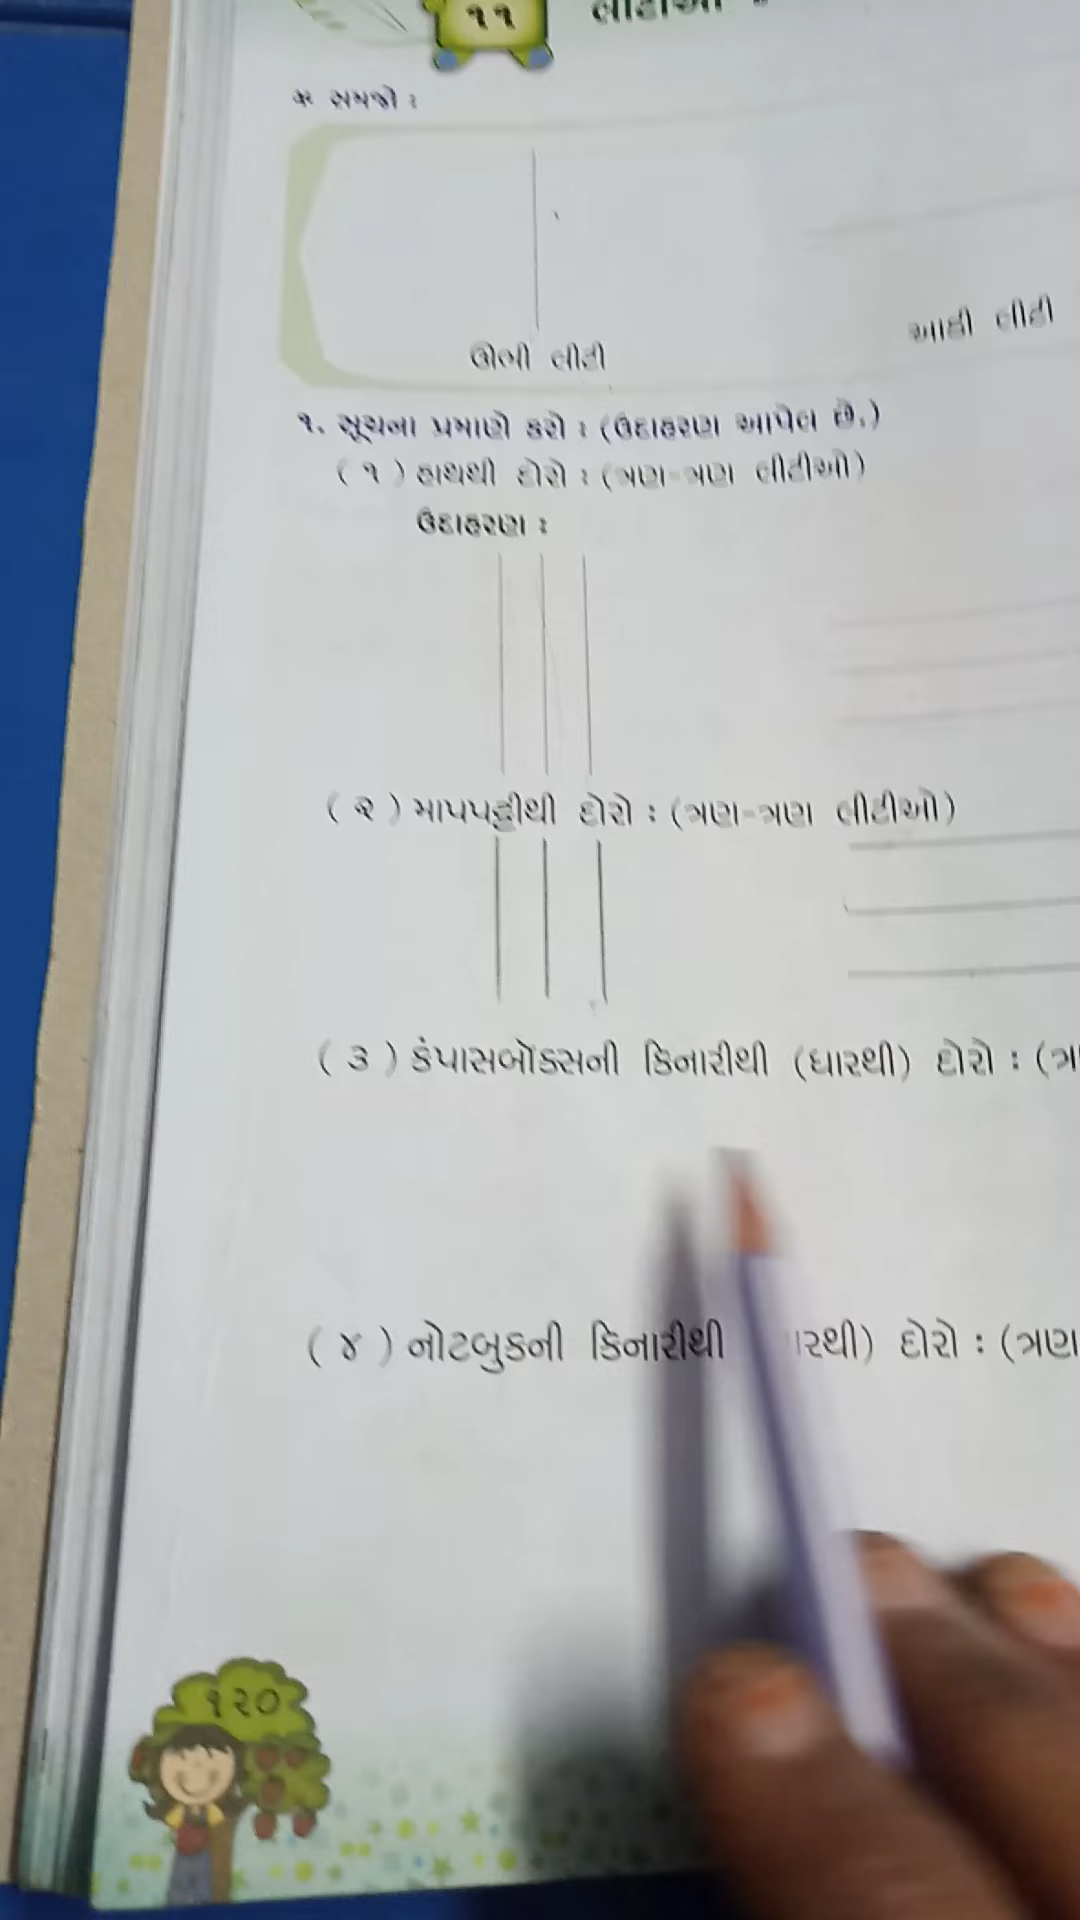 ૧૧
* સમજો :
ઊભી લીટી
આડી લીટી
૧. સૂચના પ્રમાણે કરો : (ઉદાહરણ આપેલ છે.)
(૧) હાથથી દોરો : (ત્રણ-ત્રણ લીટીઓ)
ઉદાહરણ :
(૨) માપપટ્ટીથી દોરો : (ત્રણ-ત્રણ લીટીઓ)
(૩) કંપાસબૉક્સની કિનારીથી (ધારથી) દોરો :
(૪) નોટબુકની કિનારીથી દોરો : (ત્રણ
૧૨૦